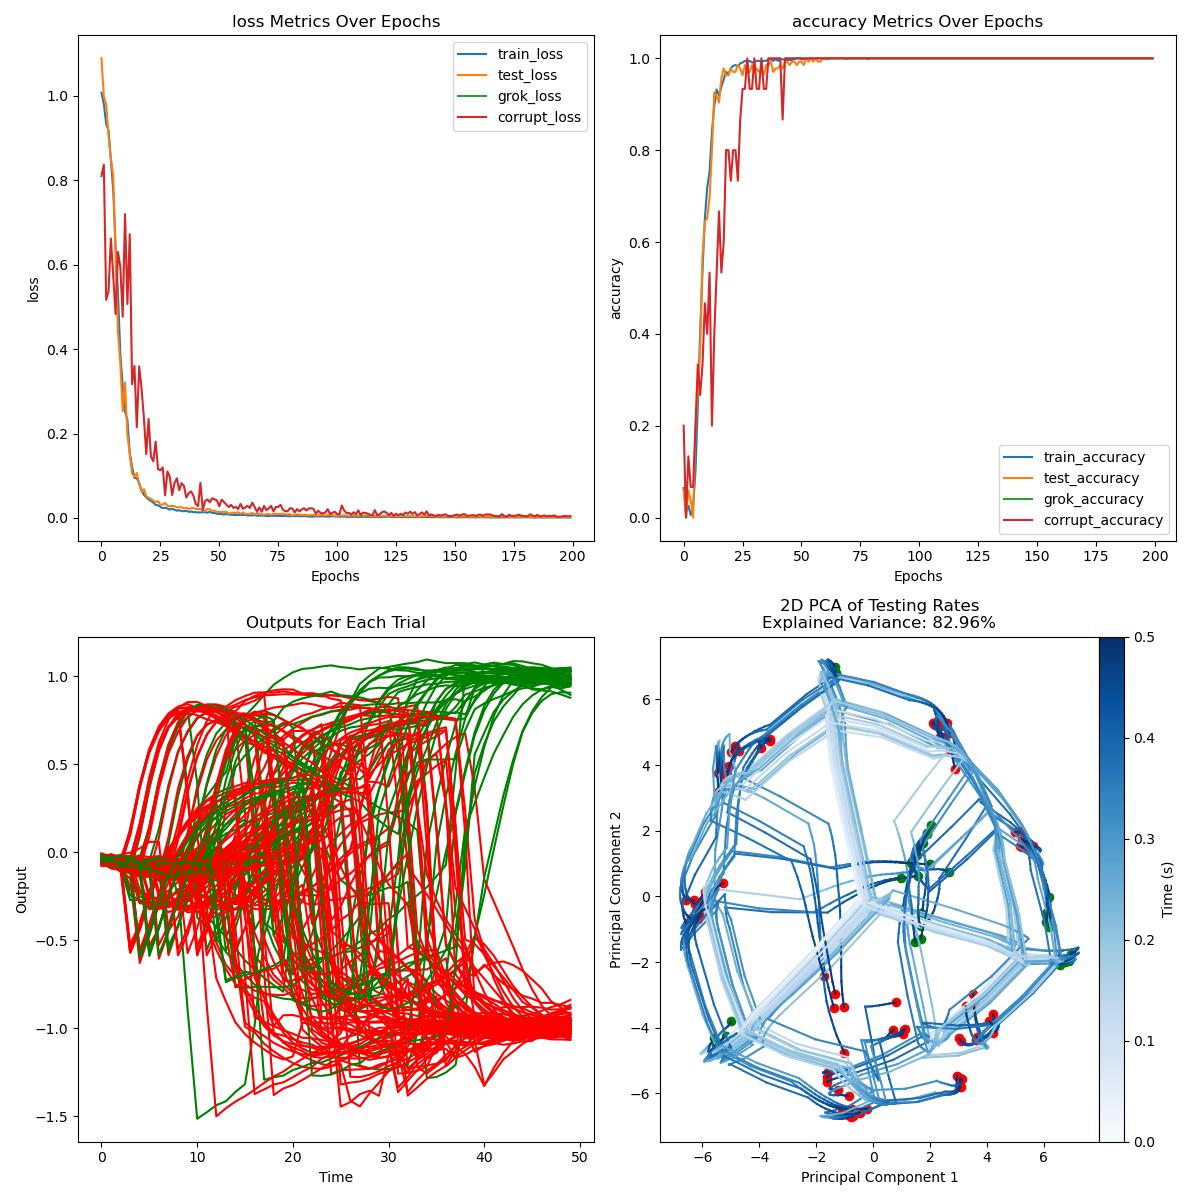 loss Metrics Over Epochs
loss
1.0
0.8
0.6
0.4
0.2
0.0
train_loss
test_loss
grok_loss
corrupt_loss
0 25 50 75 100 125 150 175 200
Epochs
accuracy Metrics Over Epochs
accuracy
1.0
0.8
0.6
0.4
0.2
0.0
train_accuracy
test_accuracy
grok_accuracy
corrupt_accuracy
0 25 50 75 100 125 150 175 200
Epochs
Outputs for Each Trial
Output
1.0
0.5
0.0
−0.5
−1.0
−1.5
0 10 20 30 40 50
Time
2D PCA of Testing Rates
Explained Variance: 82.96%
Principal Component 2
6
4
2
0
−2
−4
−6
−6 −4 −2 0 2 4 6
Principal Component 1
0.5
0.4
0.3
0.2
0.1
0.0
Time (s)